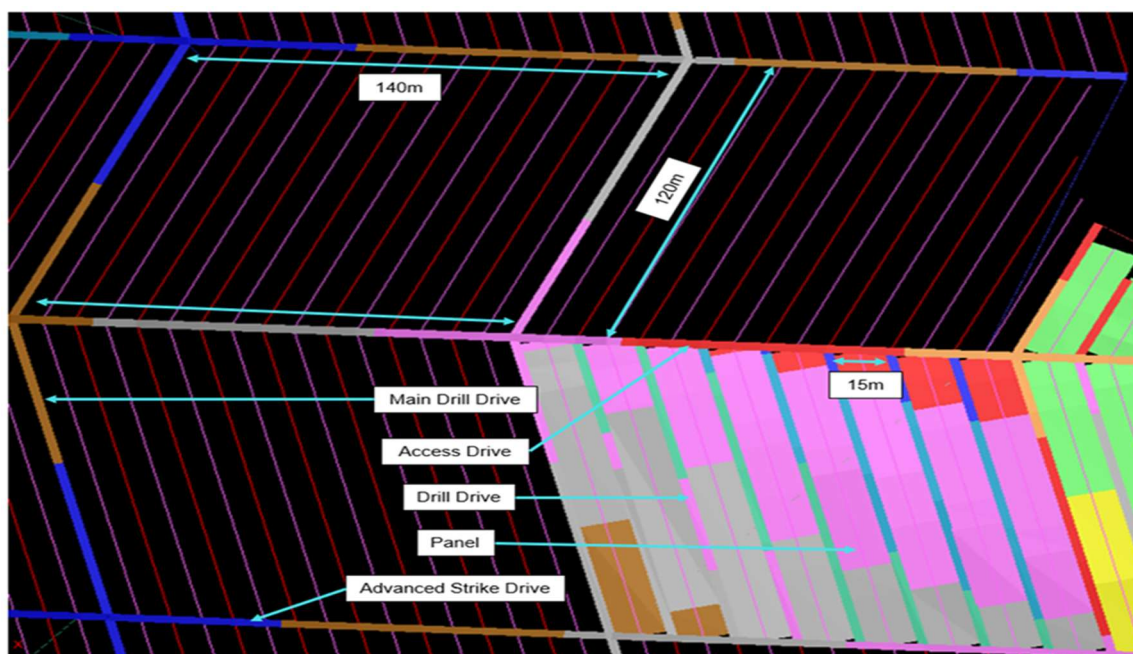 140m
120m
15m
Main Drill Drive
Access Drive
Drill Drive
Panel
Advanced Strike Drive